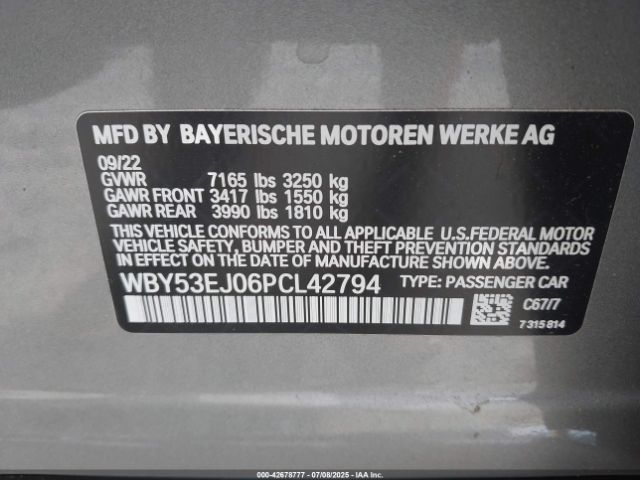 MFD BY BAYERISCHE MOTOREN WERKE AG
09/22
GVWR 7165 lbs 3250 kg
GAWR FRONT 3417 lbs 1550 kg
GAWR REAR 3990 lbs 1810 kg
THIS VEHICLE CONFORMS TO ALL APPLICABLE U.S.FEDERAL MOTOR
VEHICLE SAFETY, BUMPER AND THEFT PREVENTION STANDARDS
IN EFFECT ON THE DATE OF MANUFACTURE SHOWN ABOVE.
WBY53EJ06PCL42794 TYPE: PASSENGER CAR
C67/7
7315814
000-42678777 - 07/08/2025 - COPYRIGHT IAA, INC.